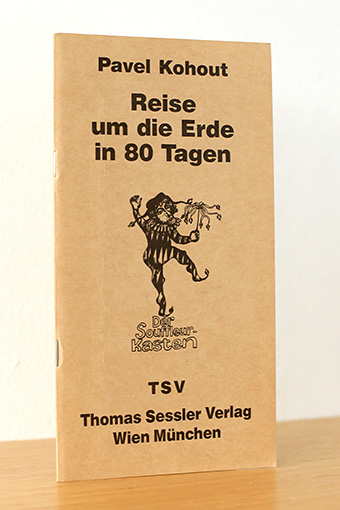 Pavel Kohout
Reise
um die Erde
in 80 Tagen
Der
Souffleur-
Kasten
TSV
Thomas Sessler Verlag
Wien München